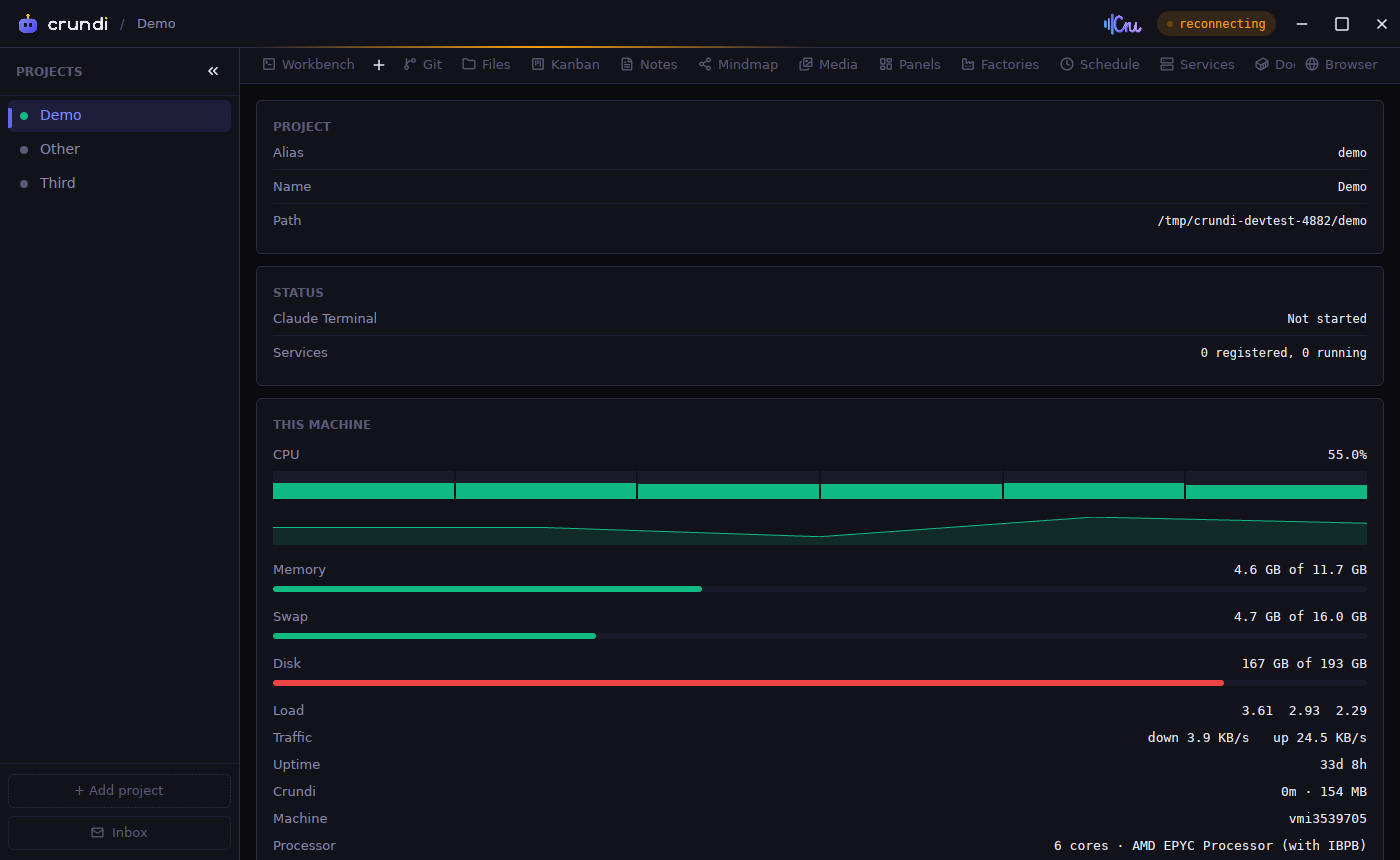 crundi / Demo
Cru
reconnecting
PROJECTS
Workbench + Git Files Kanban Notes Mindmap Media Panels Factories Schedule Services Doc Browser
Demo
Other
Third
+ Add project
Inbox
PROJECT
Alias demo
Name Demo
Path /tmp/crundi-devtest-4882/demo
STATUS
Claude Terminal Not started
Services 0 registered, 0 running
THIS MACHINE
CPU 55.0%
Memory 4.6 GB of 11.7 GB
Swap 4.7 GB of 16.0 GB
Disk 167 GB of 193 GB
Load 3.61 2.93 2.29
Traffic down 3.9 KB/s up 24.5 KB/s
Uptime 33d 8h
Crundi 0m · 154 MB
Machine vmi3539705
Processor 6 cores · AMD EPYC Processor (with IBPB)